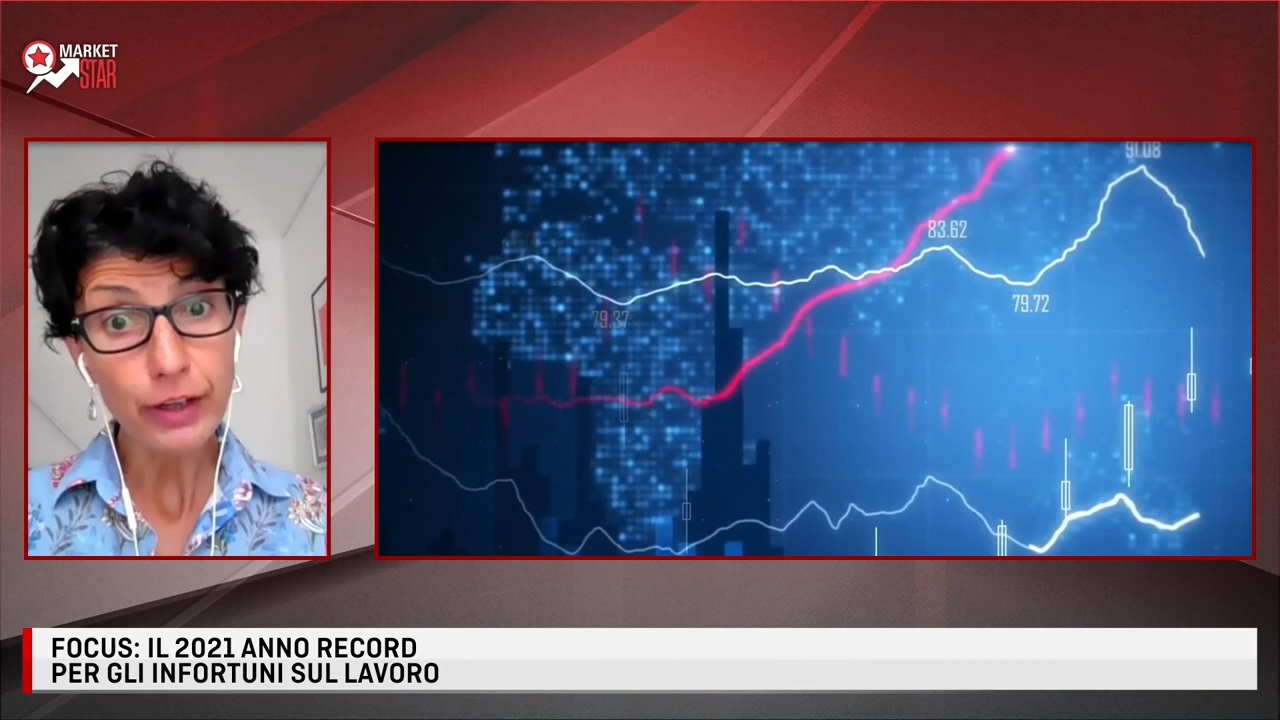 MARKET
STAR
91.08
83.62
79.72
79.37
FOCUS: IL 2021 ANNO RECORD
PER GLI INFORTUNI SUL LAVORO